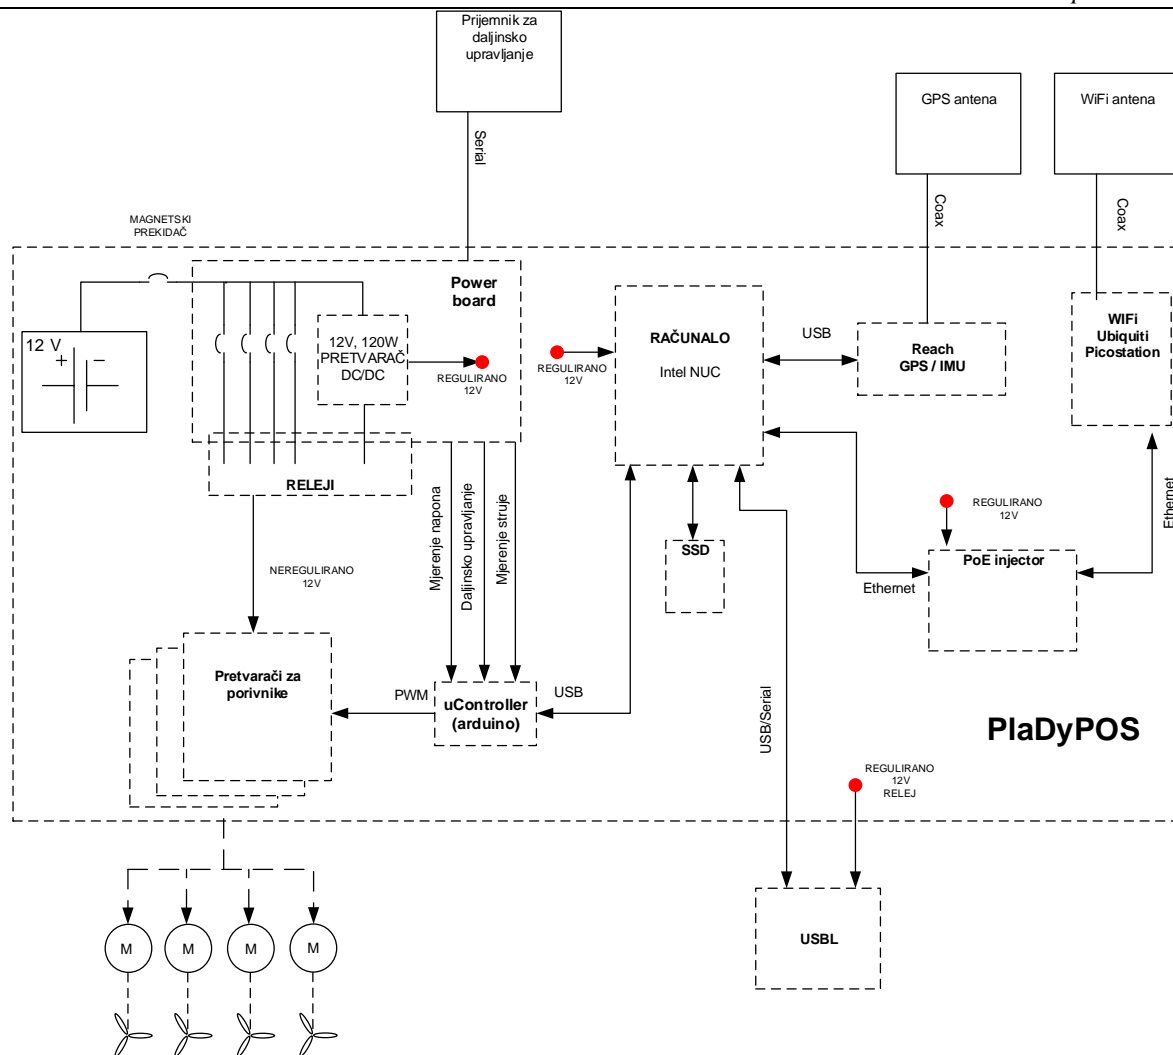 Prijemnik za
daljinsko
upravljanje
GPS antena
WiFi antena
Serial
Coax
Coax
MAGNETSKI
PREKIDAČ
Power
board
12 V
+
−
12V, 120W
PRETVARAČ
DC/DC
REGULIRANO
12V
REGULIRANO
12V
RAČUNALO
Intel NUC
USB
Reach
GPS / IMU
WIFi
Ubiquiti
Picostation
RELEJI
Mjerenje napona
Daljinsko upravljanje
Mjerenje struje
SSD
REGULIRANO
12V
Ethernet
PoE injector
Ethernet
NEREGULIRANO
12V
Pretvarači za
porivnike
PWM
uController
(arduino)
USB
USB/Serial
PlaDyPOS
REGULIRANO
12V
RELEJ
USBL
M
M
M
M